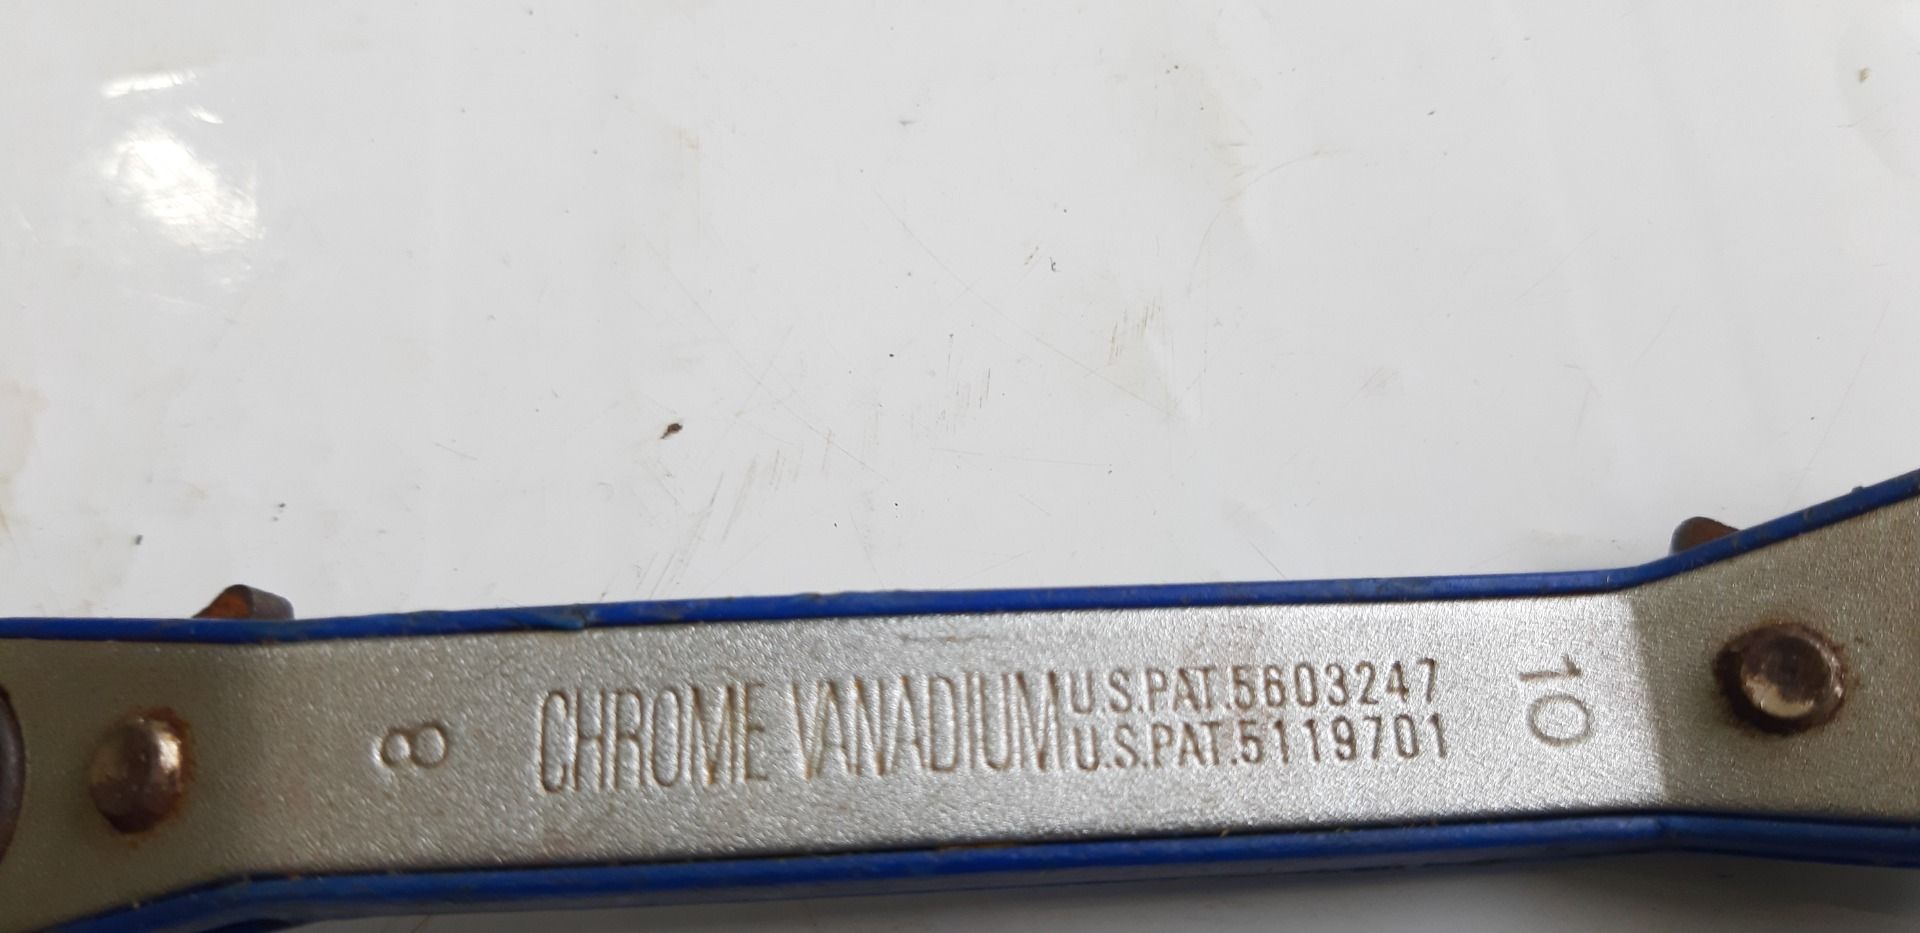 8
CHROME VANADIUM
U.S.PAT.5603247
U.S.PAT.5119701
10